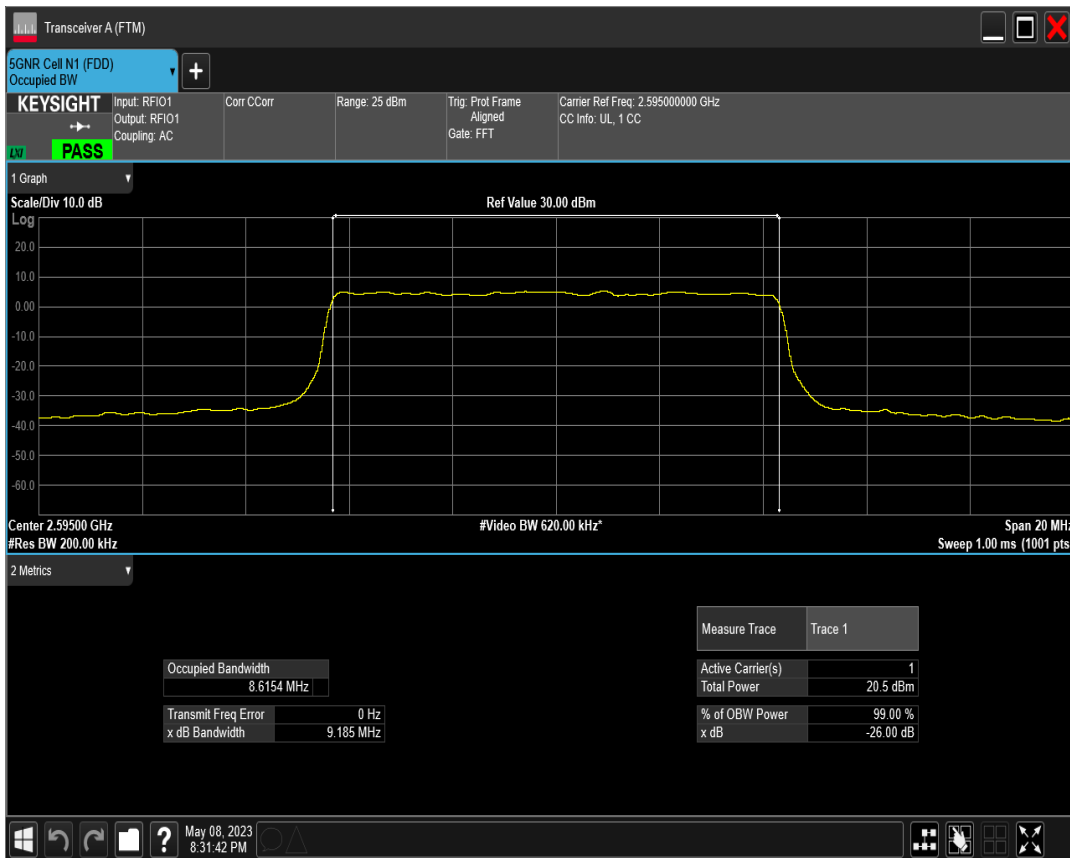 Transceiver A (FTM)
5GNR Cell N1 (FDD)
Occupied BW
+
KEYSIGHT
LXI
PASS
Input: RFIO1
Output: RFIO1
Coupling: AC
Corr CCorr
Range: 25 dBm
Trig: Prot Frame
Aligned
Gate: FFT
Carrier Ref Freq: 2.595000000 GHz
CC Info: UL, 1 CC
1 Graph
Scale/Div 10.0 dB
Ref Value 30.00 dBm
Log
20.0
10.0
0.00
-10.0
-20.0
-30.0
-40.0
-50.0
-60.0
Center 2.59500 GHz
#Video BW 620.00 kHz*
Span 20 MHz
#Res BW 200.00 kHz
Sweep 1.00 ms (1001 pts
2 Metrics
Measure Trace Trace 1
Occupied Bandwidth
8.6154 MHz
Active Carrier(s) 1
Total Power 20.5 dBm
Transmit Freq Error 0 Hz
x dB Bandwidth 9.185 MHz
% of OBW Power 99.00 %
x dB -26.00 dB
?
May 08, 2023
8:31:42 PM